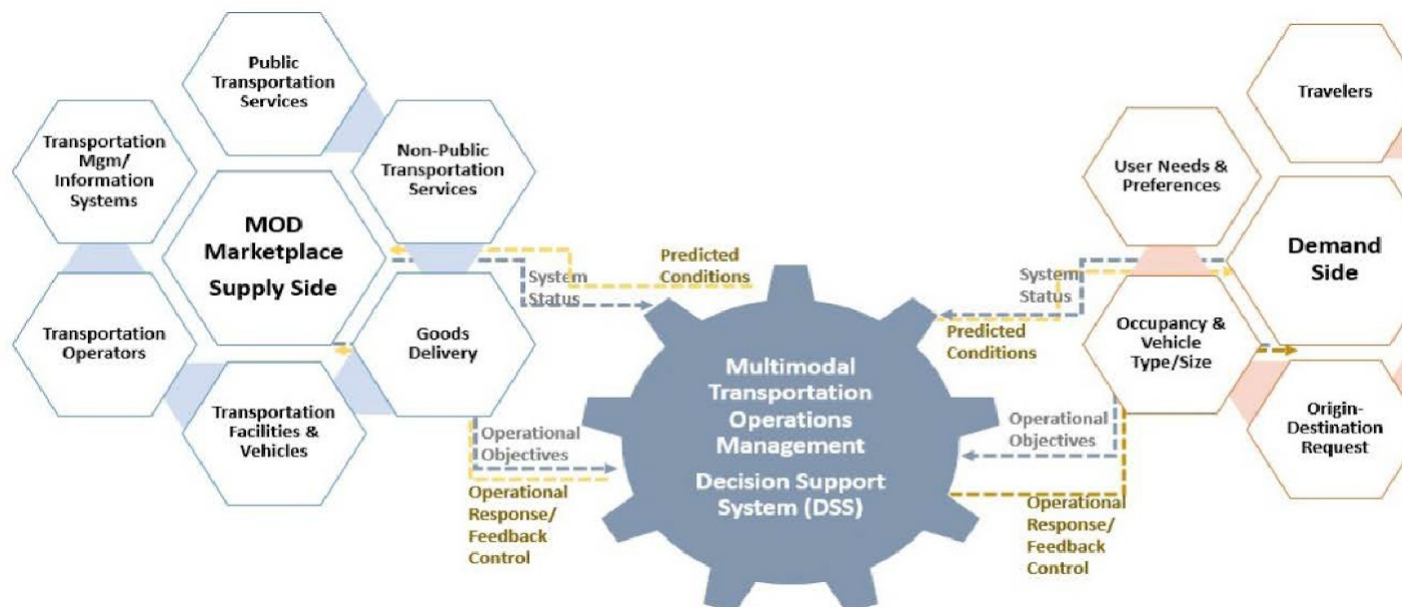 Public
Transportation
Services
Transportation
Mgm/
Information
Systems
Non-Public
Transportation
Services
MOD
Marketplace
Supply Side
Transportation
Operators
Goods
Delivery
Transportation
Facilities &
Vehicles
System
Status
Predicted
Conditions
Operational
Objectives
Operational
Response/
Feedback
Control
Multimodal
Transportation
Operations
Management
Decision Support
System (DSS)
System
Status
Predicted
Conditions
Operational
Objectives
Operational
Response/
Feedback
Control
Travelers
User Needs &
Preferences
Demand
Side
Occupancy &
Vehicle
Type/Size
Origin-
Destination
Request